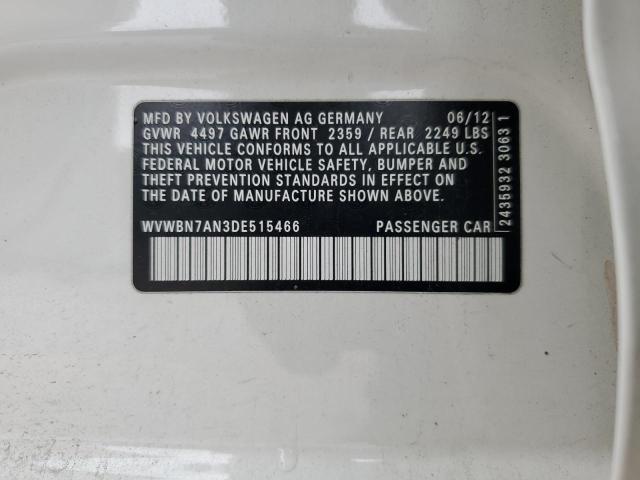 MFD BY VOLKSWAGEN AG GERMANY 06/12
GVWR 4497 GAWR FRONT 2359 / REAR 2249 LBS
THIS VEHICLE CONFORMS TO ALL APPLICABLE U.S.
FEDERAL MOTOR VEHICLE SAFETY, BUMPER AND
THEFT PREVENTION STANDARDS IN EFFECT ON
THE DATE OF MANUFACTURE SHOWN ABOVE.
WVWBN7AN3DE515466 PASSENGER CAR
2435932 3063 1